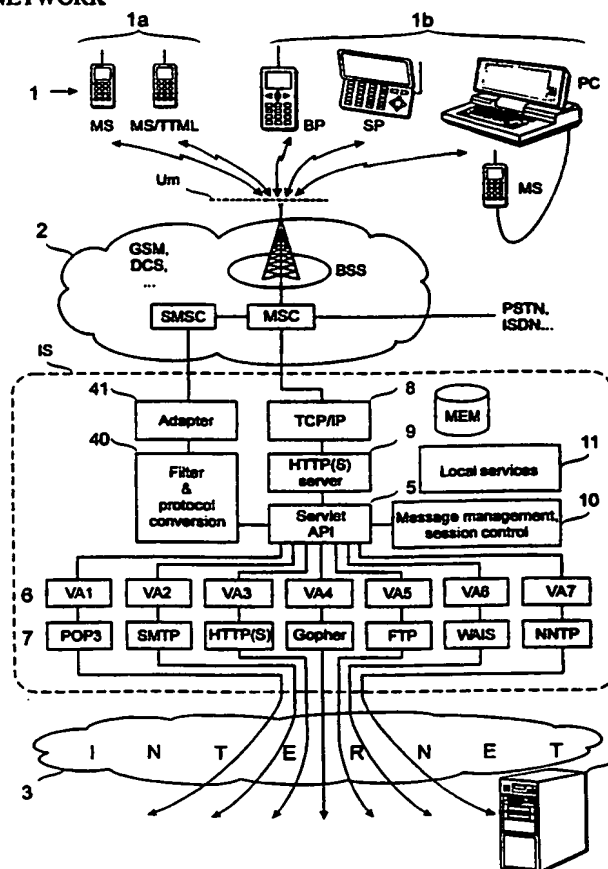 NETWORK
1a
1b
1
MS
MS/TTML
BP
SP
PC
MS
Um
2
GSM,
DCS,
...
BSS
SMSC
MSC
PSTN,
ISDN...
IS
41
Adapter
8
TCP/IP
MEM
40
Filter
&
protocol
conversion
9
HTTP(S)
server
11
Local services
5
Servlet
API
10
Message management,
session control
6
VA1
VA2
VA3
VA4
VA5
VA6
VA7
7
POP3
SMTP
HTTP(S)
Gopher
FTP
WAIS
NNTP
I N T E R N E T
3